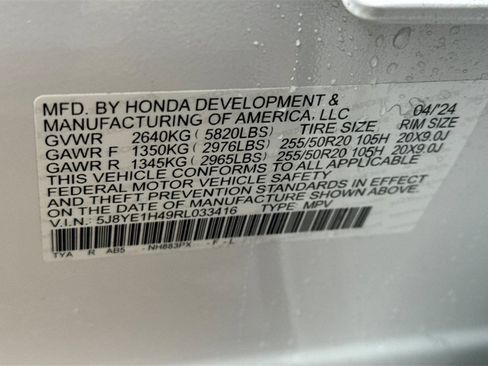 MFD. BY HONDA DEVELOPMENT & 04/24
MANUFACTURING OF AMERICA, LLC
GVWR 2640KG ( 5820LBS) TIRE SIZE RIM SIZE
GAWR F 1350KG ( 2976LBS) 255/50R20 105H 20X9.0J
GAWR R 1345KG ( 2965LBS) 255/50R20 105H 20X9.0J
THIS VEHICLE CONFORMS TO ALL APPLICABLE
FEDERAL MOTOR VEHICLE SAFETY
AND THEFT PREVENTION STANDARDS IN EFFECT
ON THE DATE OF MANUFACTURE SHOWN ABOVE.
V.I.N.: 5J8YE1H49RL033416 TYPE: MPV
TYA R AB5 -NH883PX -F - L